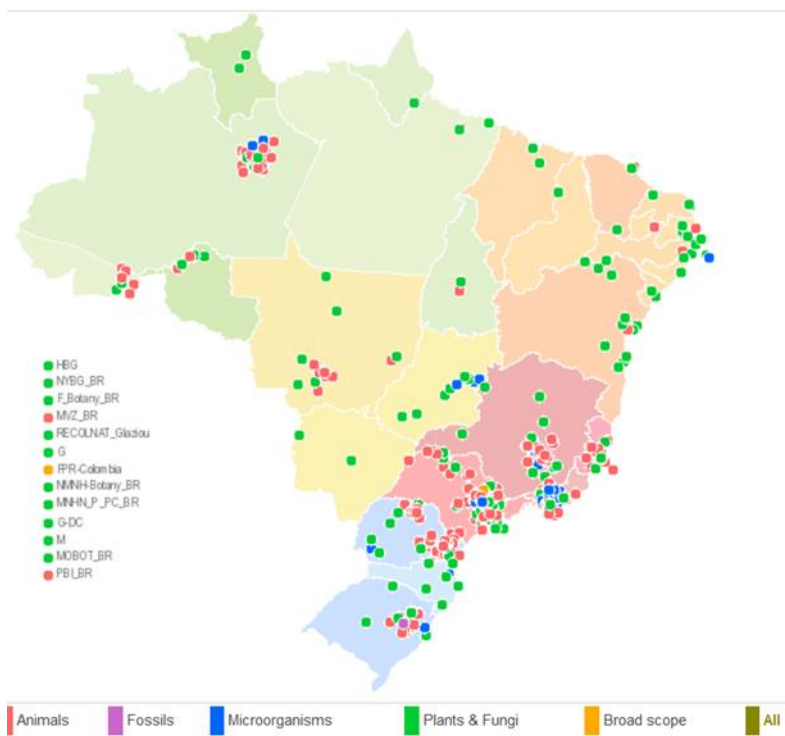 HBG
NYBG_BR
F_Botany_BR
MVZ_BR
RECOLNAT_Glaziou
G
FPR-Colombia
NMNH-Botany_BR
MNHN_P_PC_BR
G-DC
M
MOBOT_BR
PBI_BR
Animals Fossils Microorganisms Plants & Fungi Broad scope All